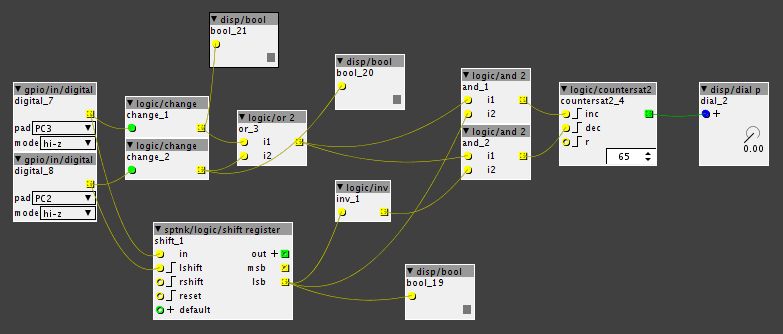 disp/bool
bool_21
disp/bool
bool_20
gpio/in/digital
digital_7
pad PC3
mode hi-z
gpio/in/digital
digital_8
pad PC2
mode hi-z
logic/change
change_1
logic/change
change_2
logic/or 2
or_3
i1
i2
logic/and 2
and_1
i1
i2
logic/and 2
and_2
i1
i2
logic/countersat2
countersat2_4
inc
dec
r
65
disp/dial p
dial_2
+
0.00
logic/inv
inv_1
sptnk/logic/shift register
shift_1
in out +
lshift msb
rshift lsb
reset
+ default
disp/bool
bool_19